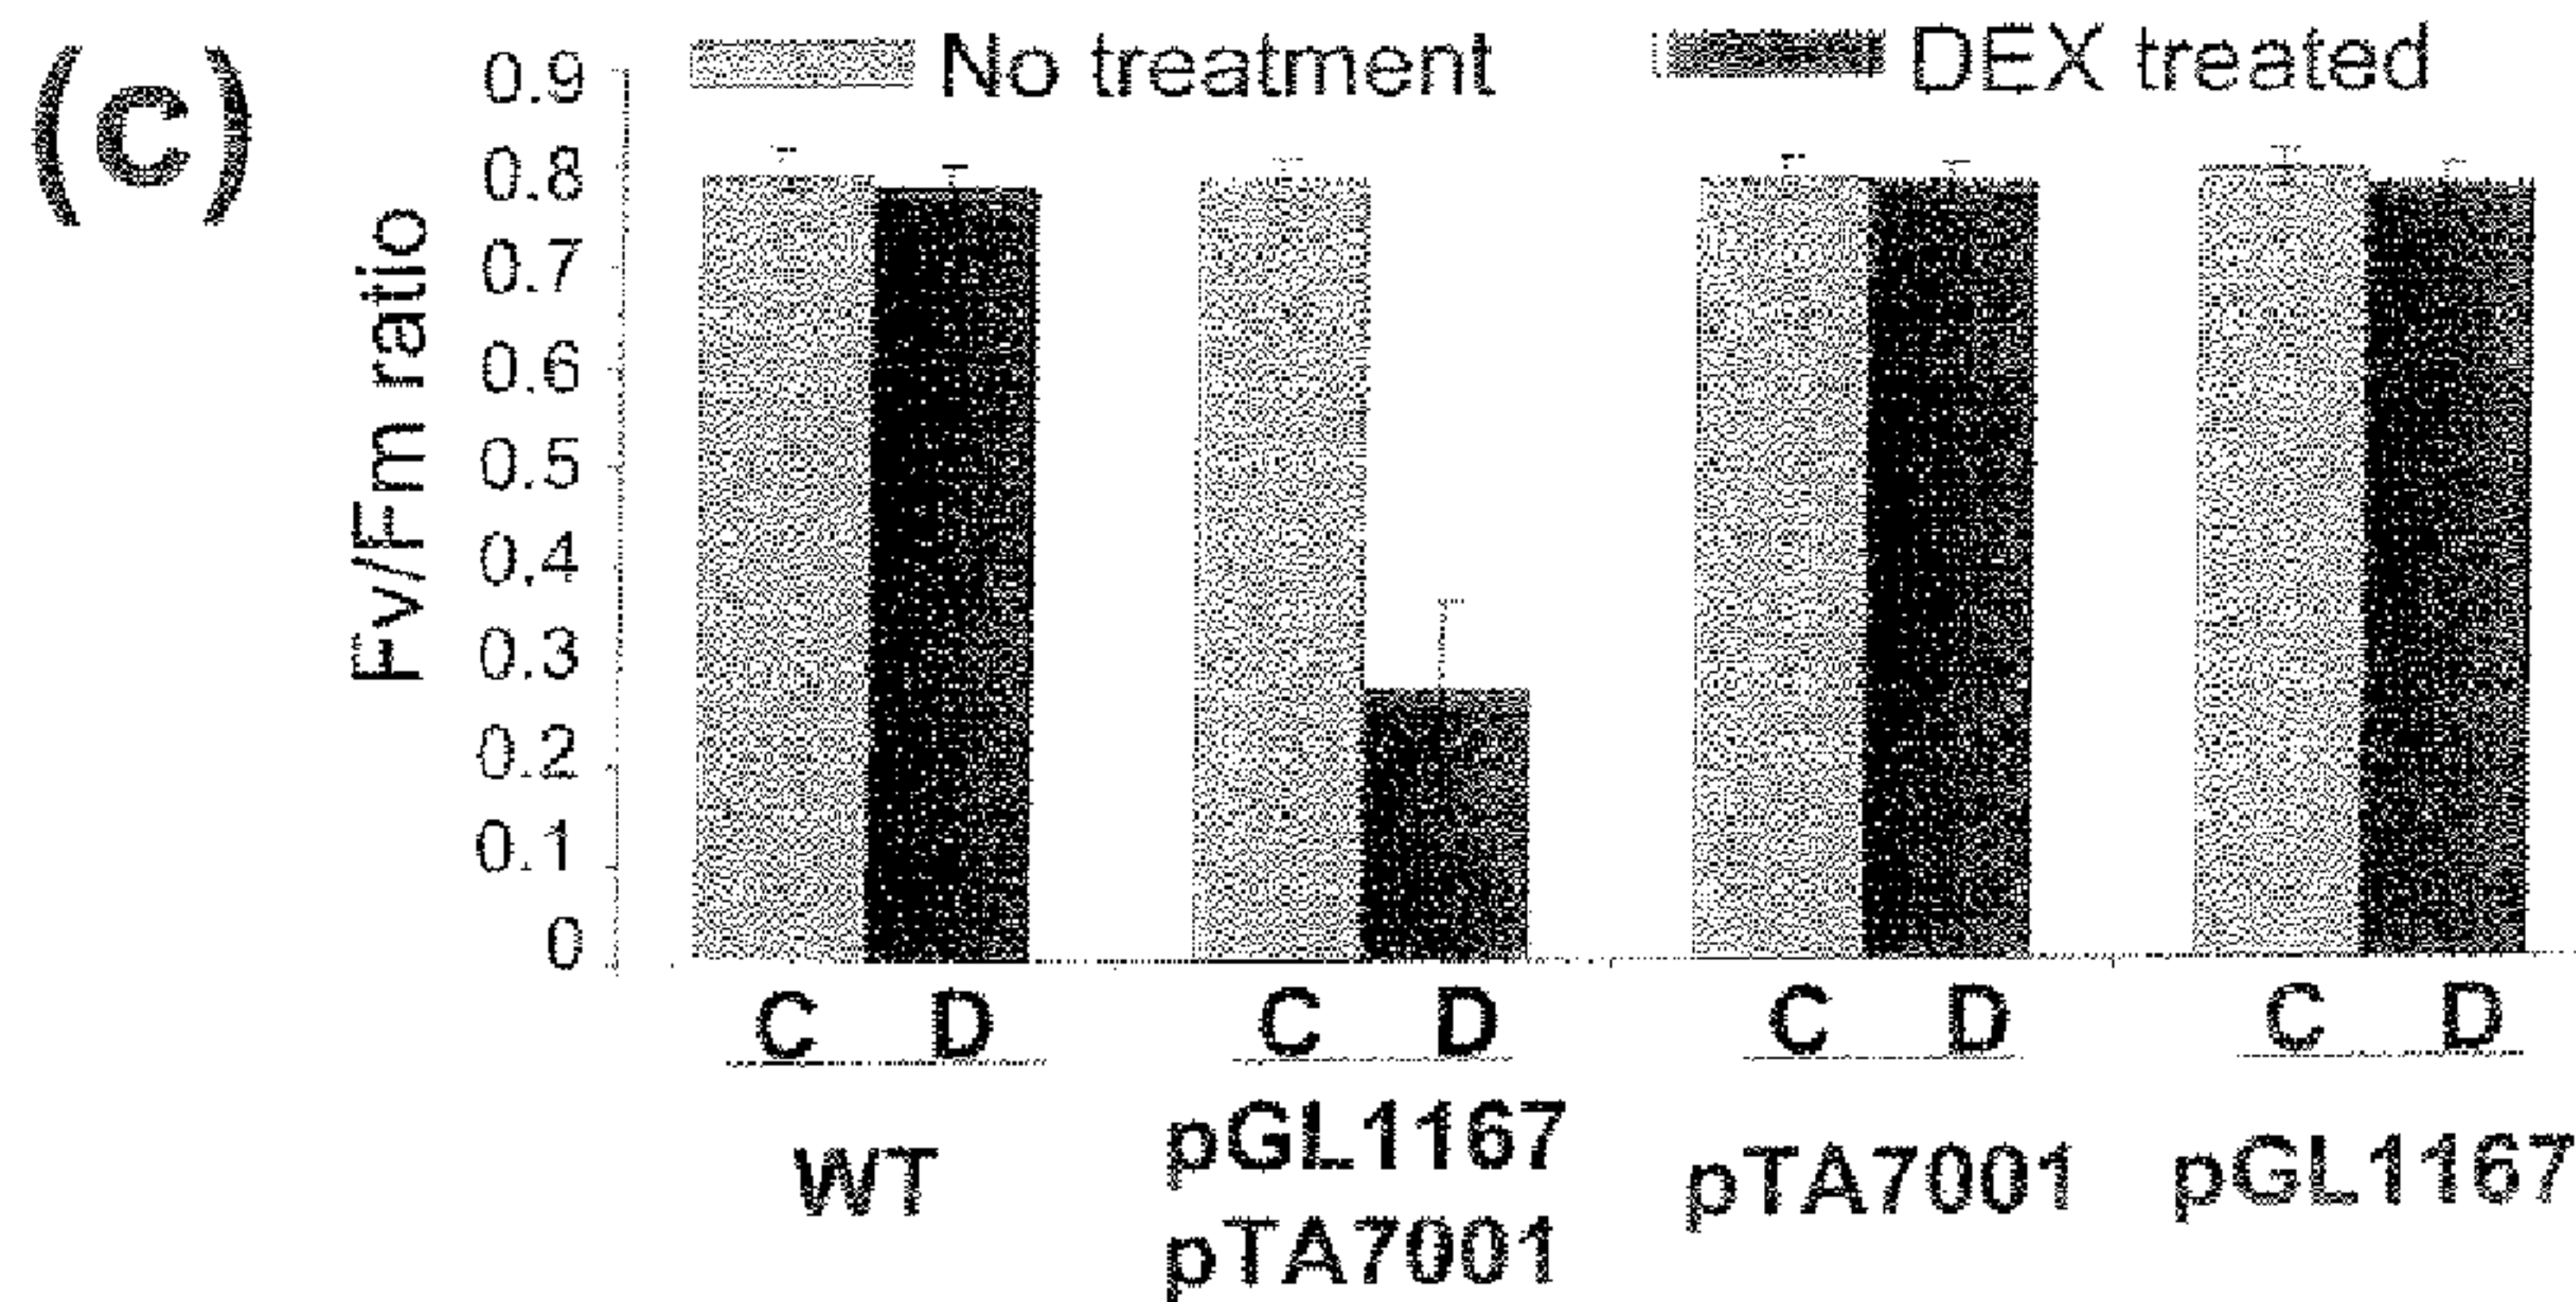 (c)
No treatment
DEX treated
Fv/Fm ratio
0.9
0.8
0.7
0.6
0.5
0.4
0.3
0.2
0.1
0
C D C D C D C D
WT pGL1167 pTA7001 pGL1167
pTA7001